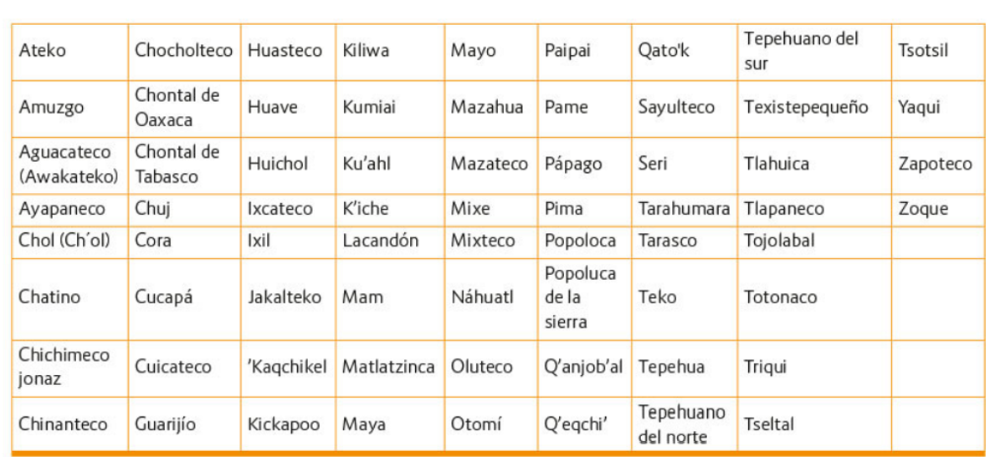 Ateko Chocholteco Huasteco Kiliwa Mayo Paipai Qato'k Tepehuano del sur Tsotsil
Amuzgo Chontal de Oaxaca Huave Kumiai Mazahua Pame Sayulteco Texistepequeño Yaqui
Aguacateco (Awakateko) Chontal de Tabasco Huichol Ku’ahl Mazateco Pápago Seri Tlahuica Zapoteco
Ayapaneco Chuj Ixcateco K’iche Mixe Pima Tarahumara Tlapaneco Zoque
Chol (Ch´ol) Cora Ixil Lacandón Mixteco Popoloca Tarasco Tojolabal
Chatino Cucapá Jakalteko Mam Náhuatl Popoluca de la sierra Teko Totonaco
Chichimeco jonaz Cuicateco ’Kaqchikel Matlatzinca Oluteco Q’anjob’al Tepehua Triqui
Chinanteco Guarijío Kickapoo Maya Otomí Q’eqchi’ Tepehuano del norte Tseltal